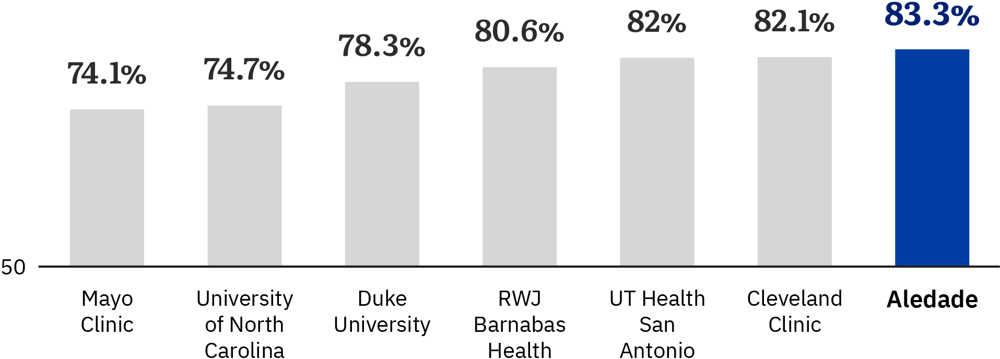 74.1%
74.7%
78.3%
80.6%
82%
82.1%
83.3%
50
Mayo
Clinic
University
of North
Carolina
Duke
University
RWJ
Barnabas
Health
UT Health
San
Antonio
Cleveland
Clinic
Aledade